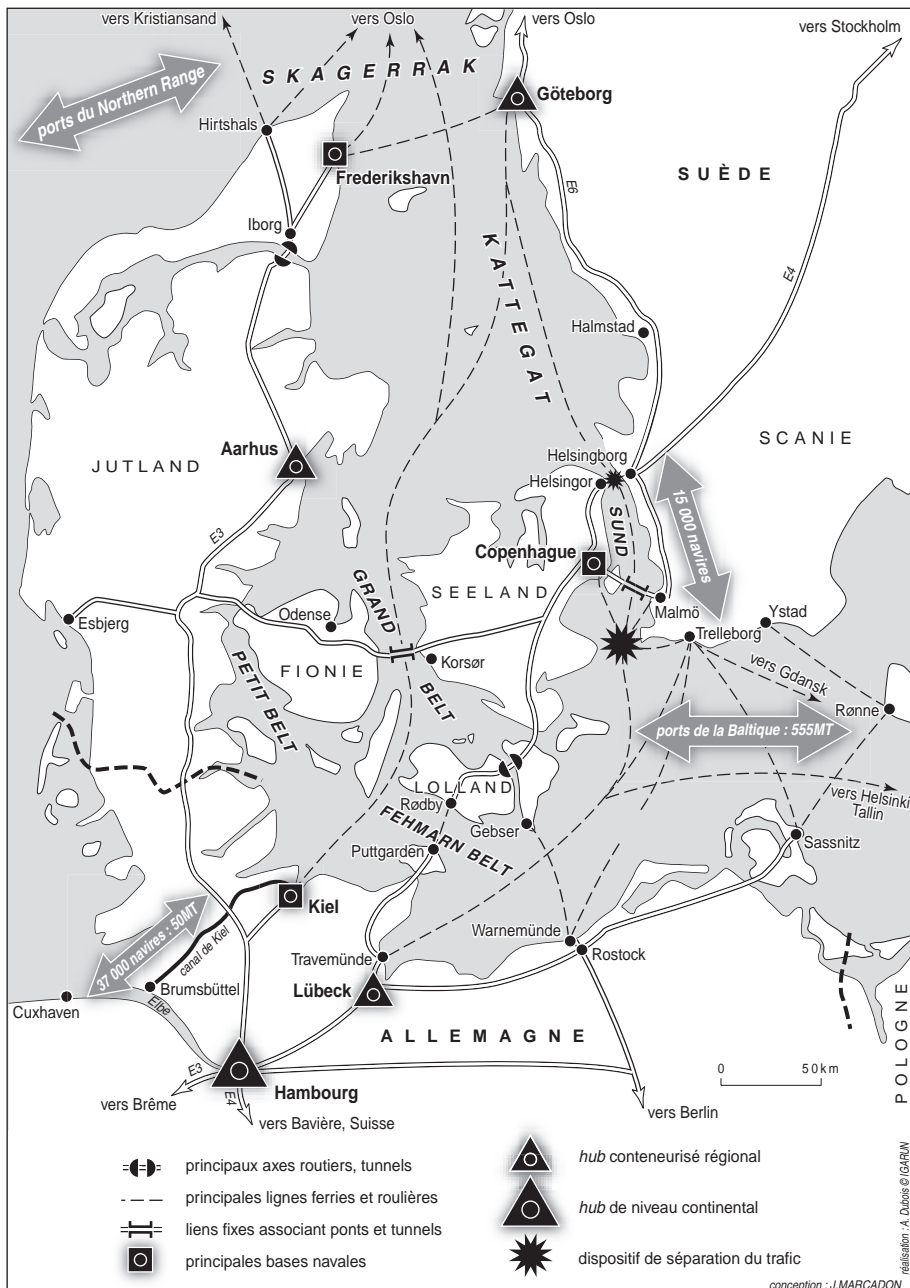 vers Kristiansand
vers Oslo
vers Oslo
vers Stockholm
SKAGERRAK
ports du Northern Range
Göteborg
Hirtshals
Frederikshavn
SUÈDE
E6
Iborg
KATTEGAT
E4
Halmstad
SCANIE
Aarhus
JUTLAND
Helsingborg
Helsingor
SUND
15 000 navires
E3
Copenhague
GRAND
SEELAND
Malmö
Ystad
Esbjerg
Odense
Trelleborg
FIONIE
Korsør
vers Gdansk
PETIT BELT
BELT
Rønne
ports de la Baltique : 555MT
LOLLAND
Rødby
vers Helsinki
Tallin
Gebser
FEHMARN BELT
Puttgarden
Sassnitz
Kiel
37 000 navires : 50MT
canal de Kiel
Warnemünde
Travemünde
Rostock
Brumsbüttel
Lübeck
Cuxhaven
Elbe
ALLEMAGNE
POLOGNE
0 50km
E3
Hambourg
vers Brême
E4
vers Berlin
vers Bavière, Suisse
principaux axes routiers, tunnels
principales lignes ferries et roulières
liens fixes associant ponts et tunnels
principales bases navales
hub conteneurisé régional
hub de niveau continental
dispositif de séparation du trafic
réalisation : A. Dubois © IGARUN
conception : J.MARCADON